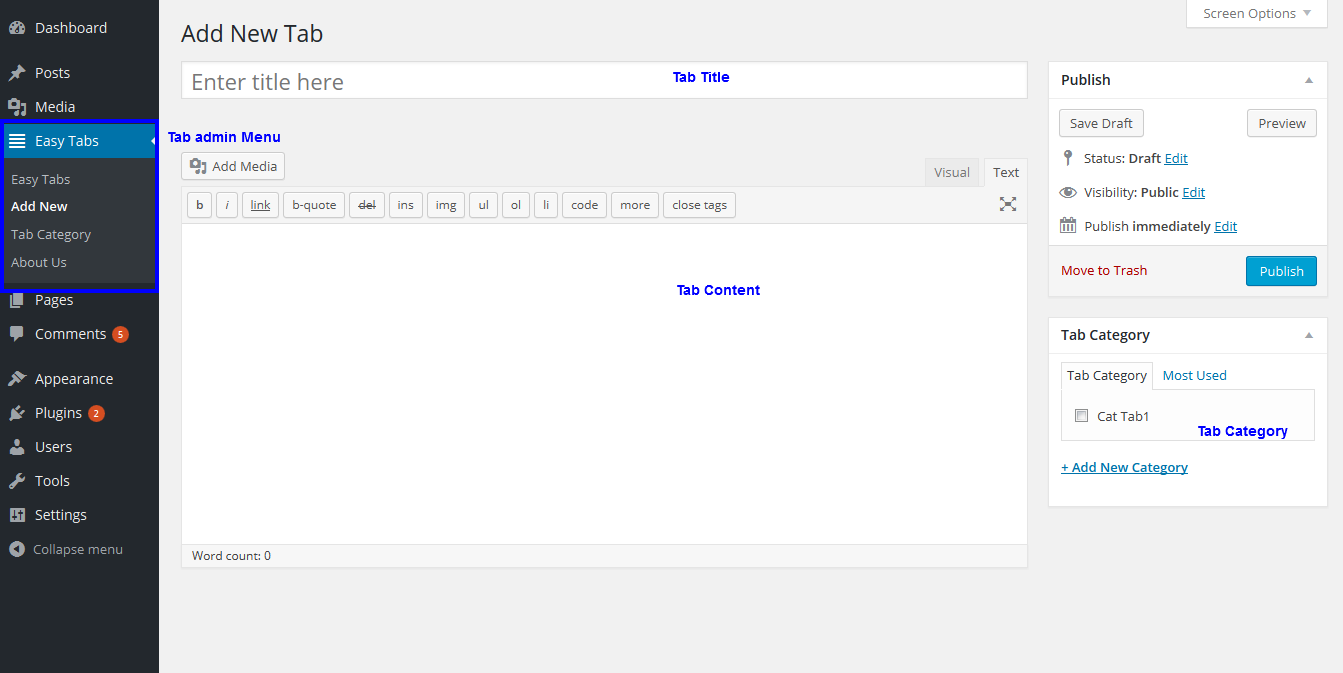 Dashboard
Posts
Media
Easy Tabs
Easy Tabs
Add New
Tab Category
About Us
Pages
Comments 5
Appearance
Plugins 2
Users
Tools
Settings
Collapse menu
Screen Options
Add New Tab
Enter title here
Tab Title
Tab admin Menu
Add Media
Visual Text
b i link b-quote del ins img ul ol li code more close tags
Tab Content
Word count: 0
Publish
Save Draft Preview
Status: Draft Edit
Visibility: Public Edit
Publish immediately Edit
Move to Trash Publish
Tab Category
Tab Category Most Used
Cat Tab1
Tab Category
+ Add New Category